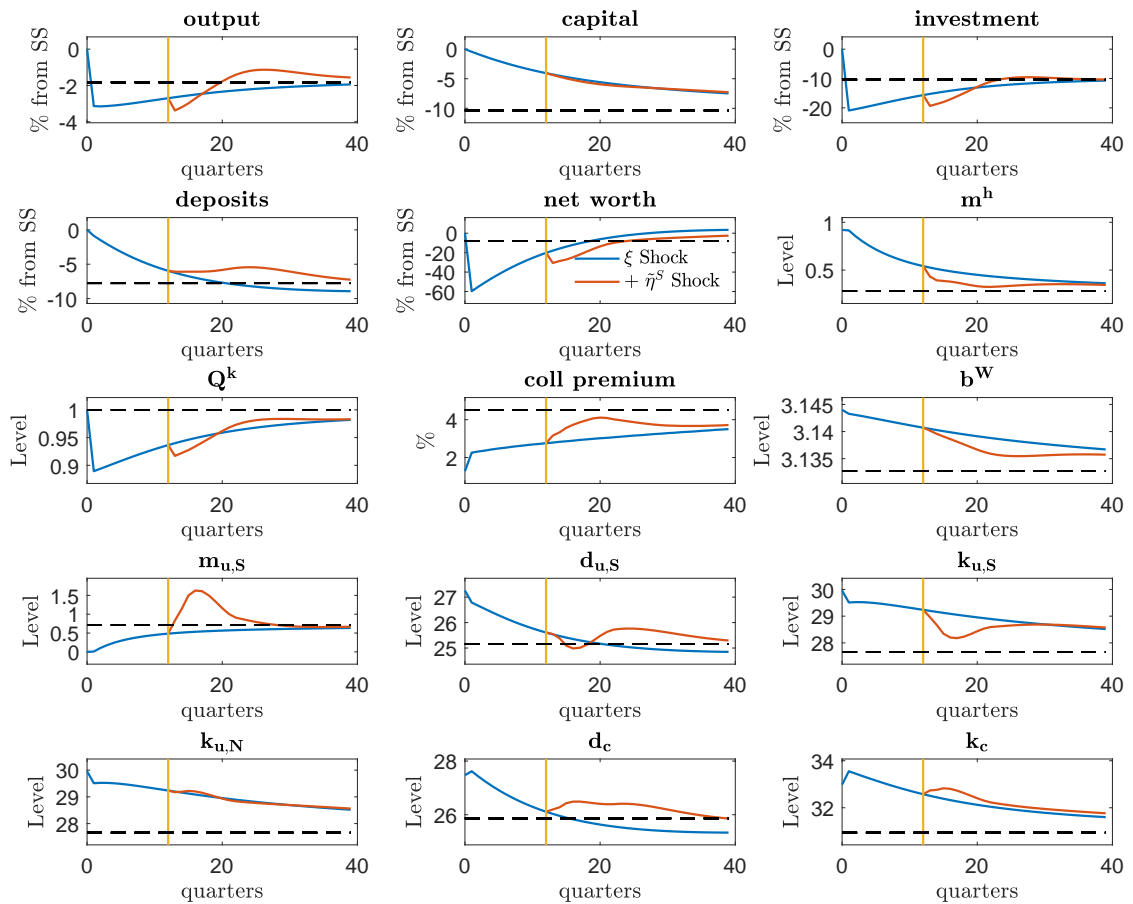 output
% from SS
0
-2
-4
0
20
40
quarters
capital
% from SS
0
-5
-10
0
20
40
quarters
investment
% from SS
0
-10
-20
0
20
40
quarters
deposits
% from SS
0
-5
-10
0
20
40
quarters
net worth
% from SS
0
-20
-40
-60
ξ Shock
+ η̃^S Shock
0
20
40
quarters
m^h
Level
1
0.5
0
20
40
quarters
Q^k
Level
1
0.95
0.9
0
20
40
quarters
coll premium
%
4
2
0
20
40
quarters
b^W
Level
3.145
3.14
3.135
0
20
40
quarters
m_{u,S}
Level
1.5
1
0.5
0
0
20
40
quarters
d_{u,S}
Level
27
26
25
0
20
40
quarters
k_{u,S}
Level
30
29
28
0
20
40
quarters
k_{u,N}
Level
30
29
28
0
20
40
quarters
d_c
Level
28
26
0
20
40
quarters
k_c
Level
34
32
0
20
40
quarters